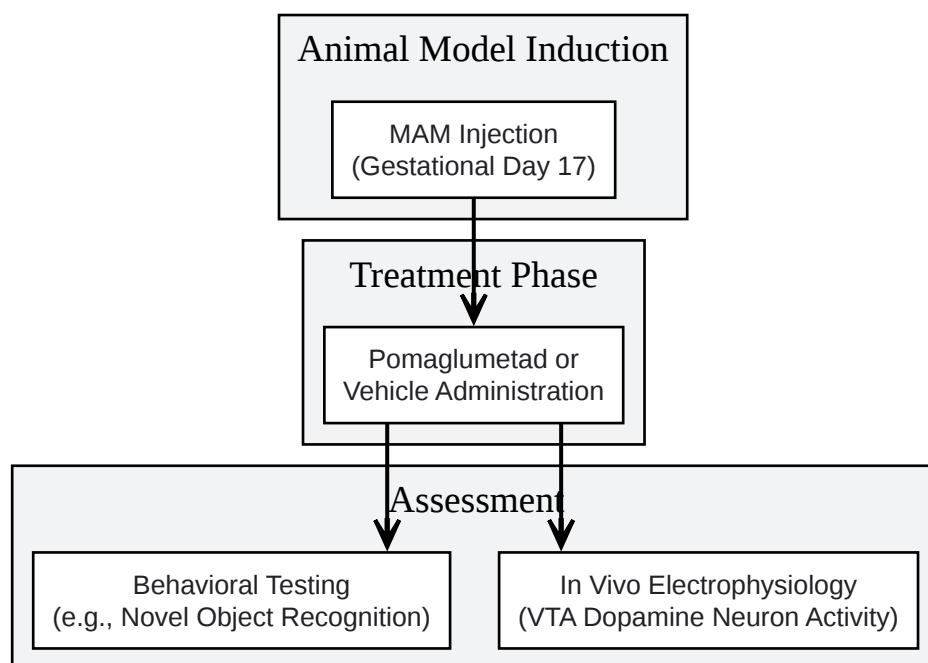 Animal Model Induction
MAM Injection
(Gestational Day 17)
Treatment Phase
Pomaglumetad or
Vehicle Administration
Assessment
Behavioral Testing
(e.g., Novel Object Recognition)
In Vivo Electrophysiology
(VTA Dopamine Neuron Activity)